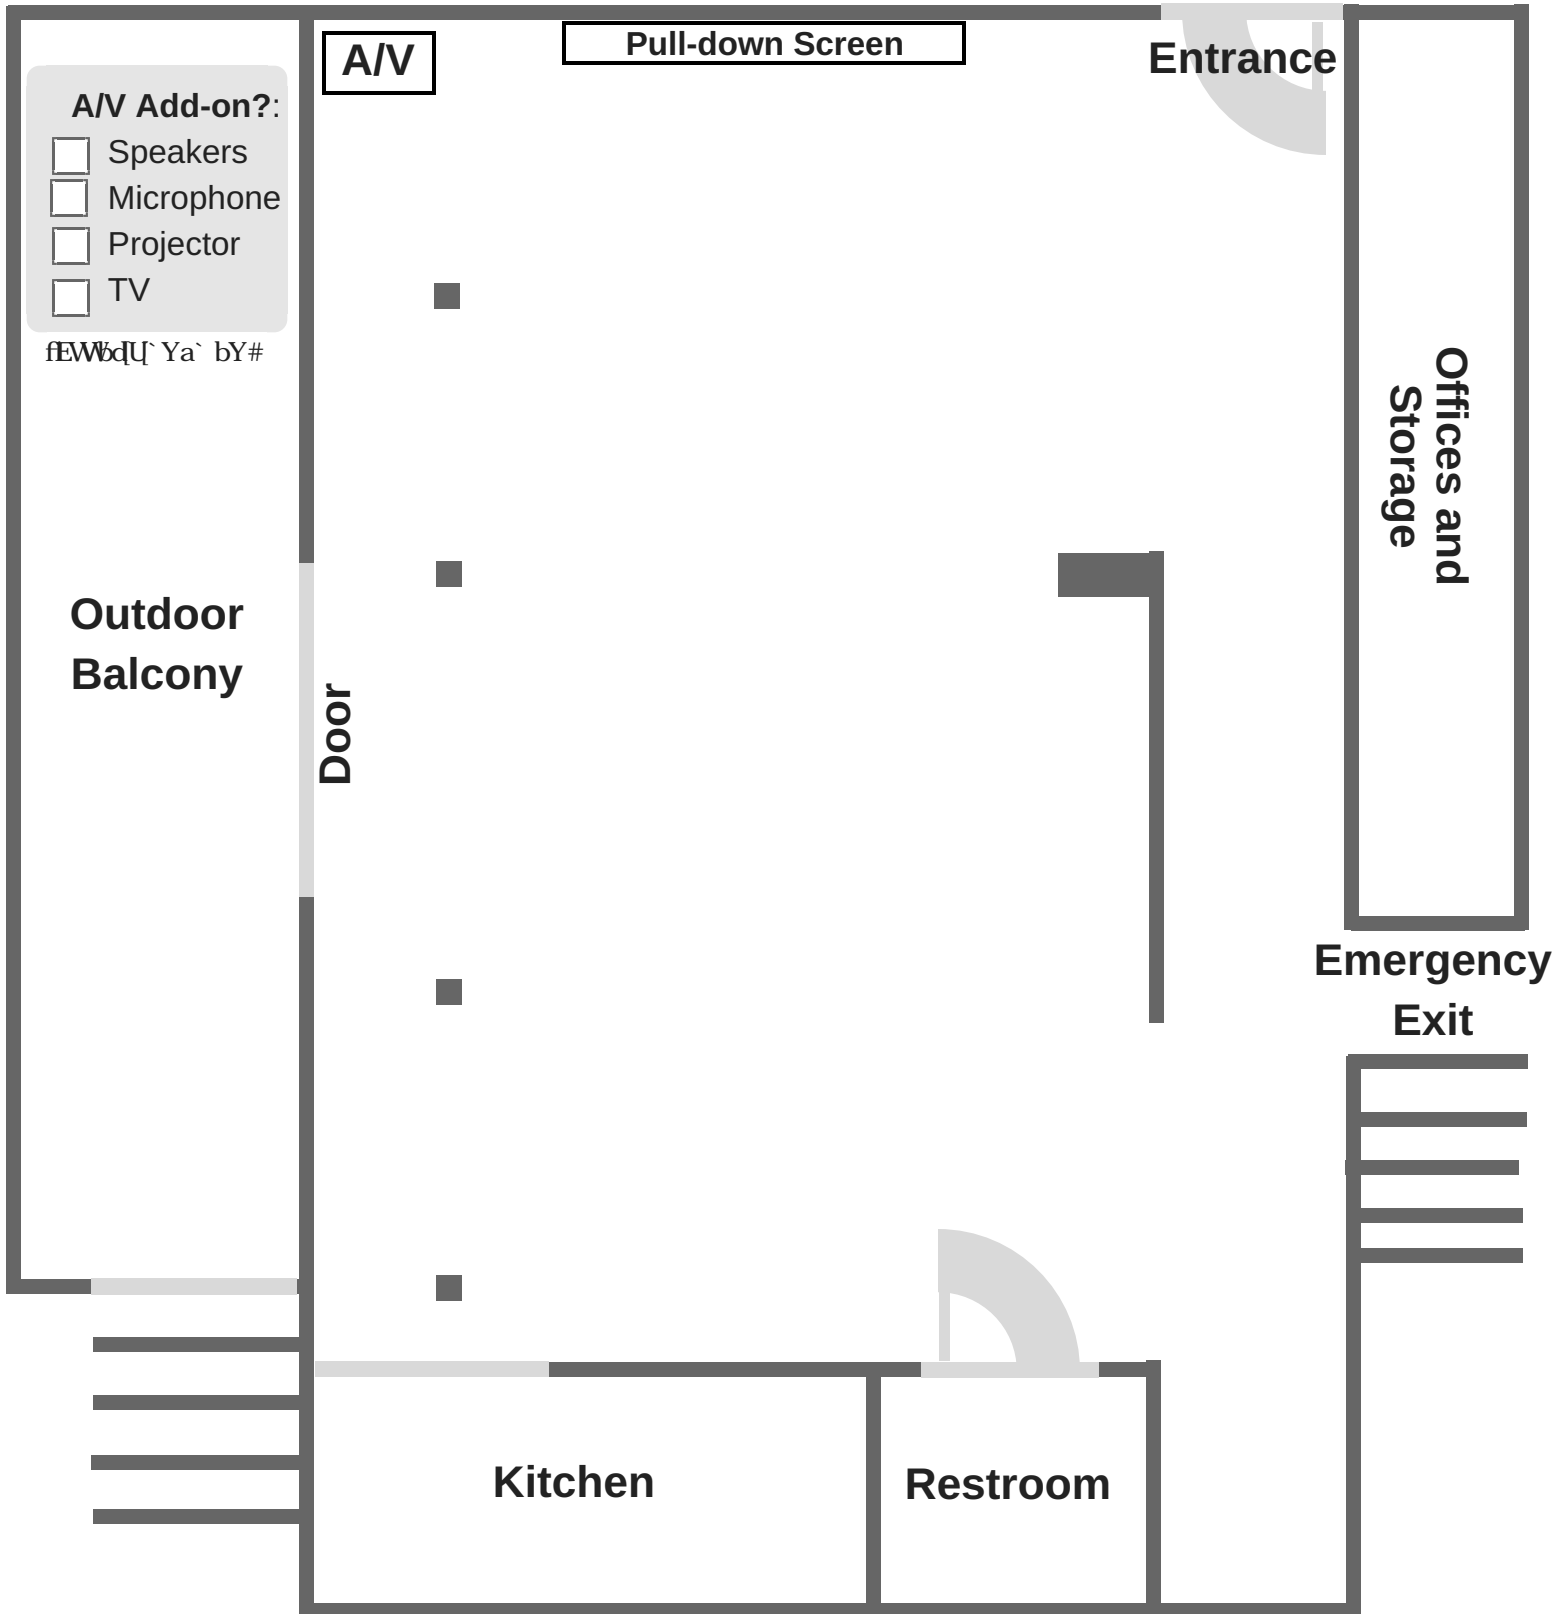 A/V
Pull-down Screen
Entrance
A/V Add-on?:
Speakers
Microphone
Projector
TV
Offices and
Storage
Outdoor
Balcony
Door
Emergency
Exit
Kitchen
Restroom